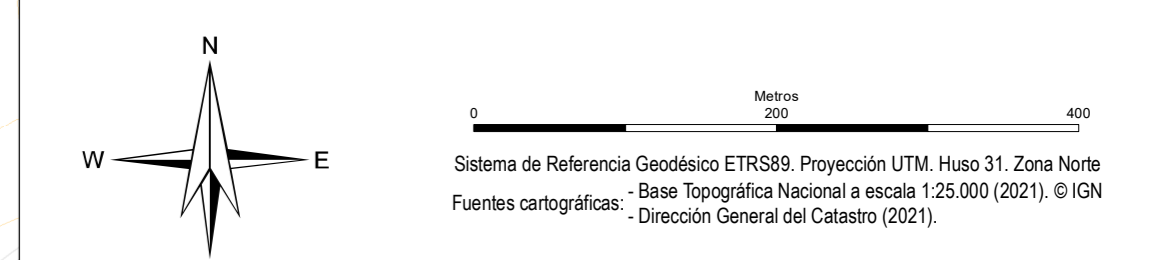 N
W E
Metros
0 200 400
Sistema de Referencia Geodésico ETRS89. Proyección UTM. Huso 31. Zona Norte
Fuentes cartográficas: - Base Topográfica Nacional a escala 1:25.000 (2021). © IGN
- Dirección General del Catastro (2021).